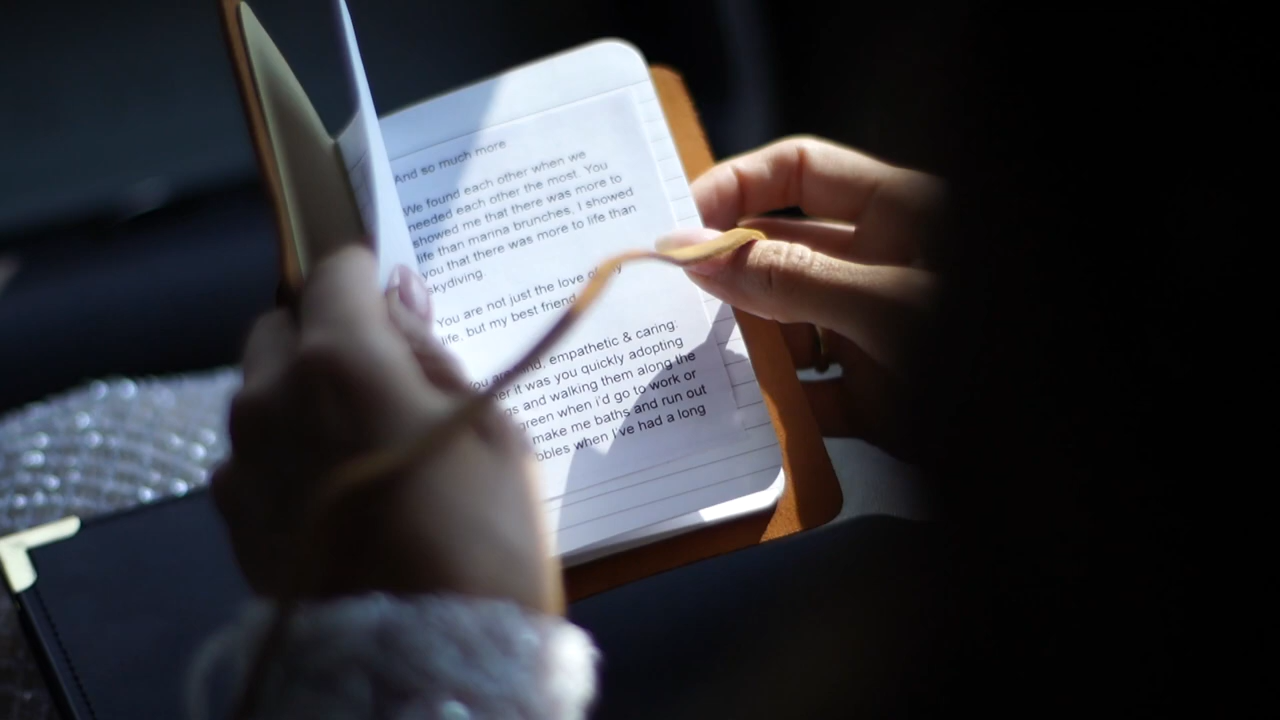 And so much more
We found each other when we
needed each other the most. You
showed me that there was more to
life than marina brunches, I showed
you that there was more to life than
skydiving
You are not just the love of
life, but my best friend
You are kind, empathetic & caring:
it was you quickly adopting
and walking them along the
green when i'd go to work or
make me baths and run out
when I've had a long